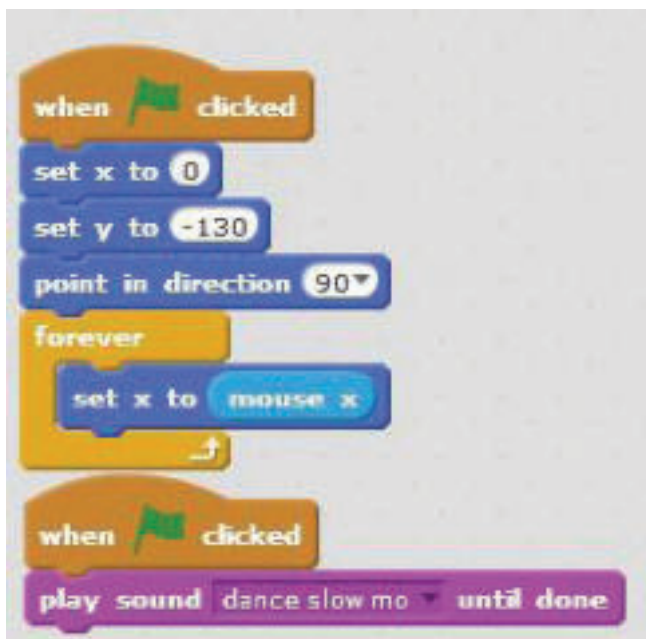 when clicked
set x to 0
set y to -130
point in direction 90
forever
set x to mouse x
when clicked
play sound dance slow mo until done